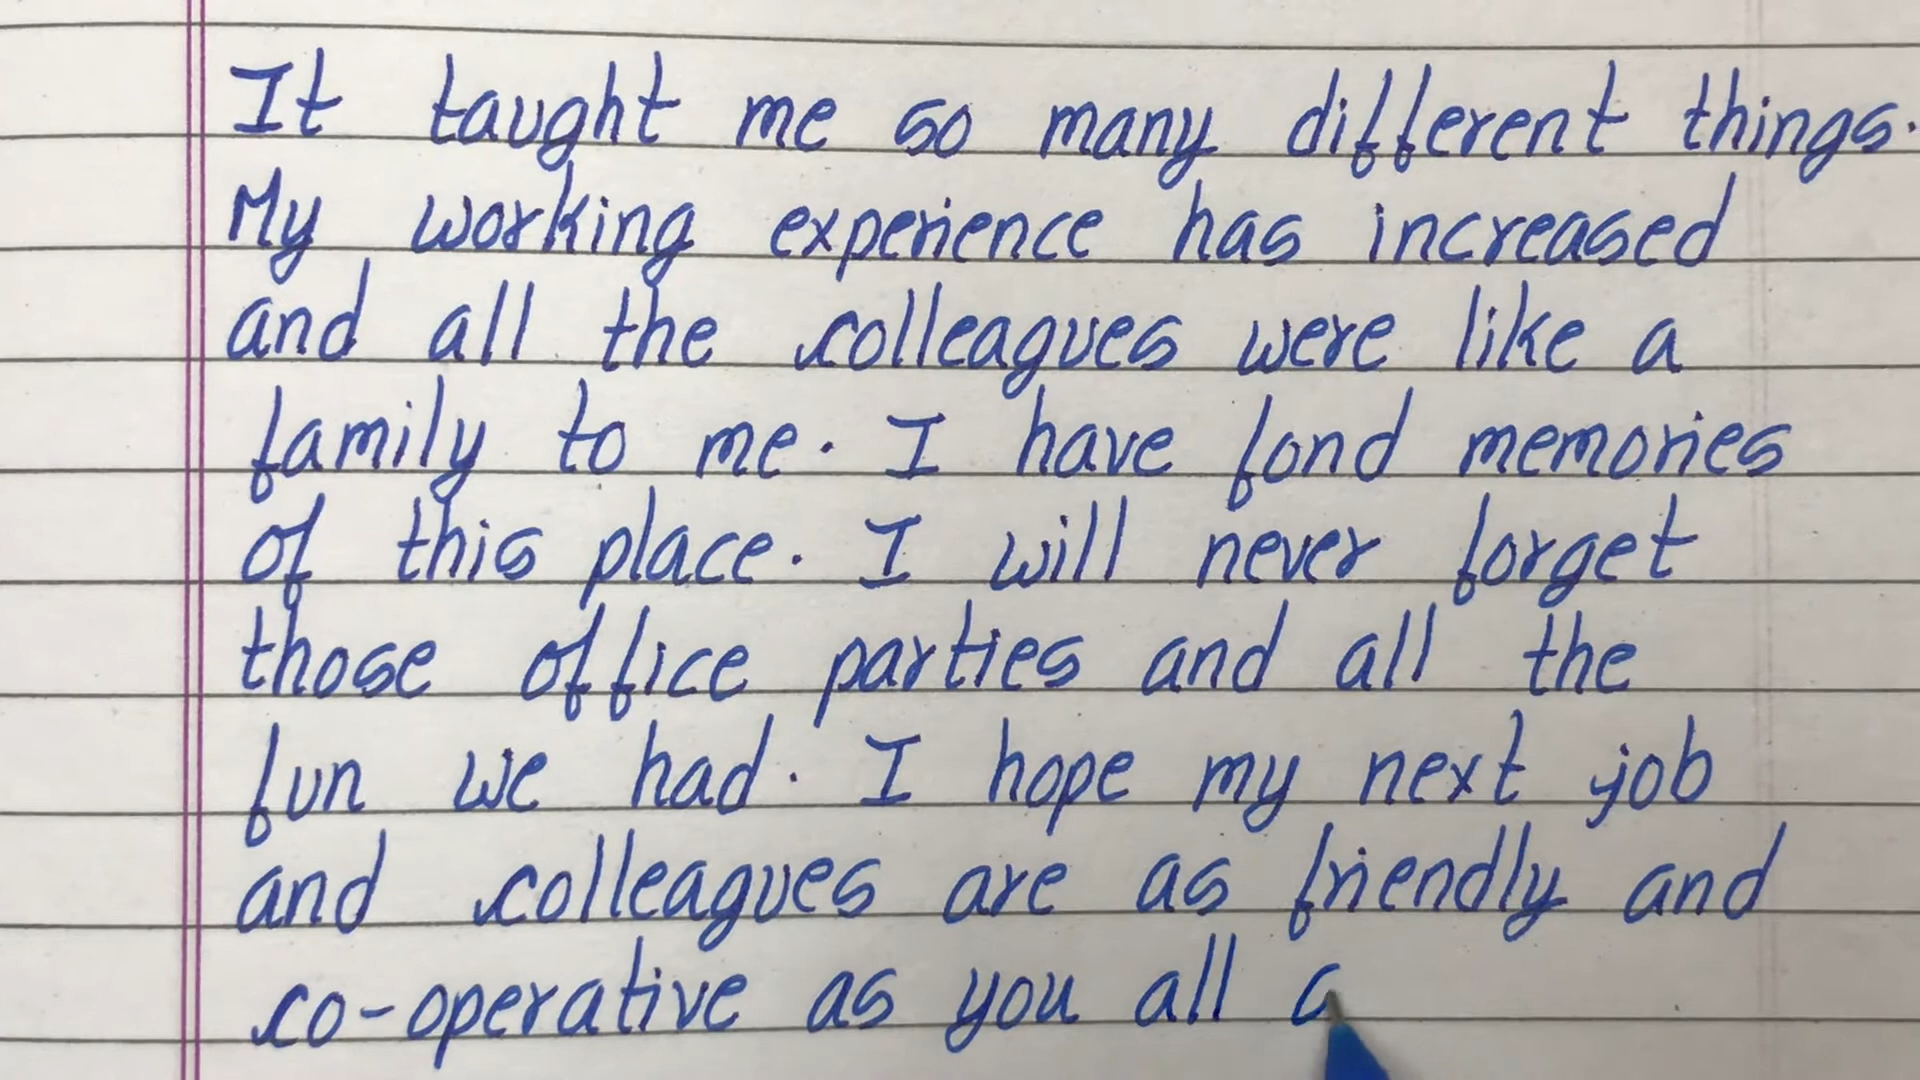 It taught me so many different things.
My working experience has increased
and all the colleagues were like a
family to me. I have fond memories
of this place. I will never forget
those office parties and all the
fun we had. I hope my next job
and colleagues are as friendly and
co-operative as you all